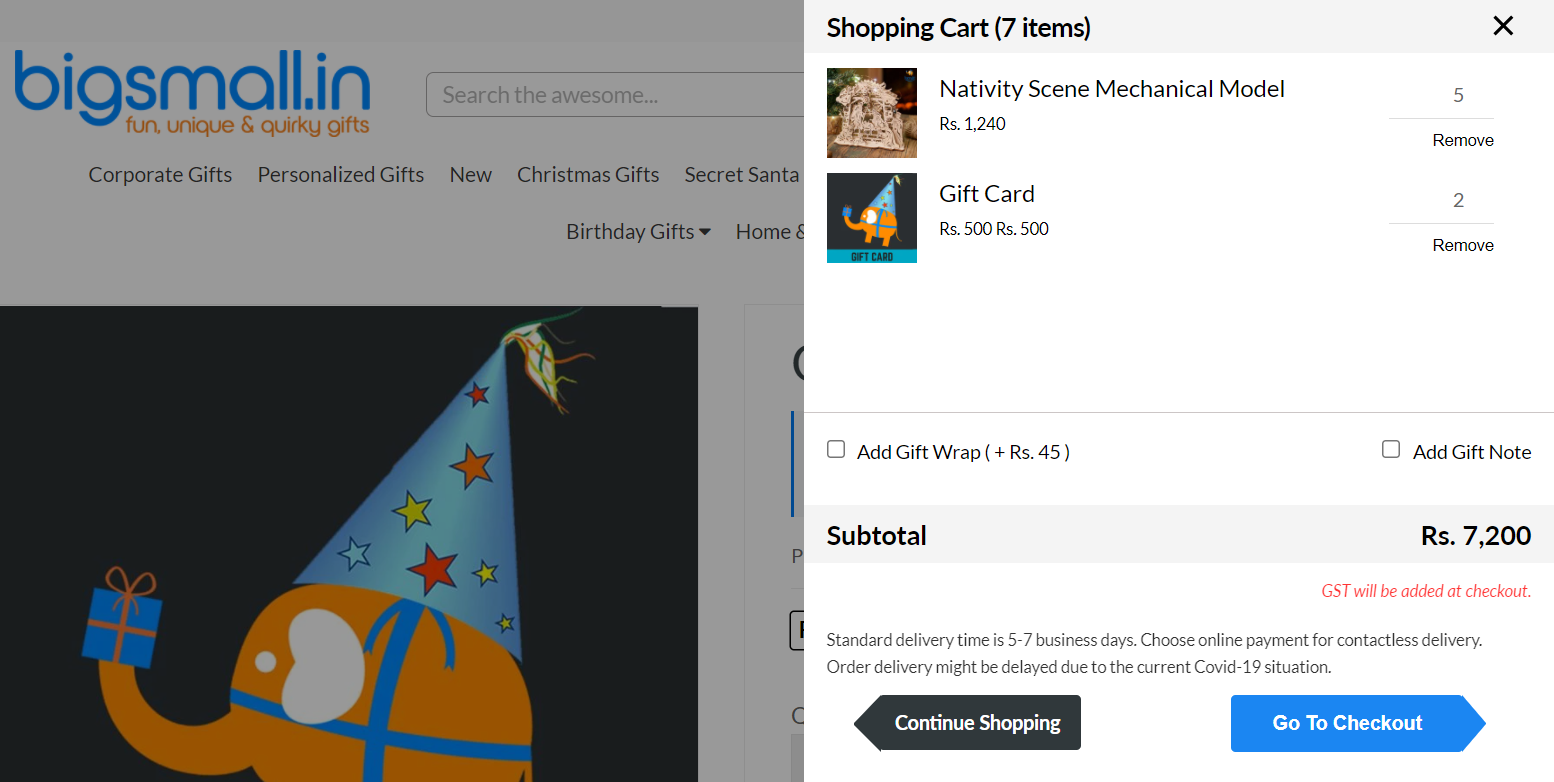 bigsmall.in
fun, unique & quirky gifts
Search the awesome...
Corporate Gifts Personalized Gifts New Christmas Gifts Secret Santa
Birthday Gifts Home &
Shopping Cart (7 items)
Nativity Scene Mechanical Model
Rs. 1,240
5
Remove
GIFT CARD
Gift Card
Rs. 500 Rs. 500
2
Remove
Add Gift Wrap ( + Rs. 45 ) Add Gift Note
Subtotal Rs. 7,200
GST will be added at checkout.
Standard delivery time is 5-7 business days. Choose online payment for contactless delivery.
Order delivery might be delayed due to the current Covid-19 situation.
Continue Shopping Go To Checkout